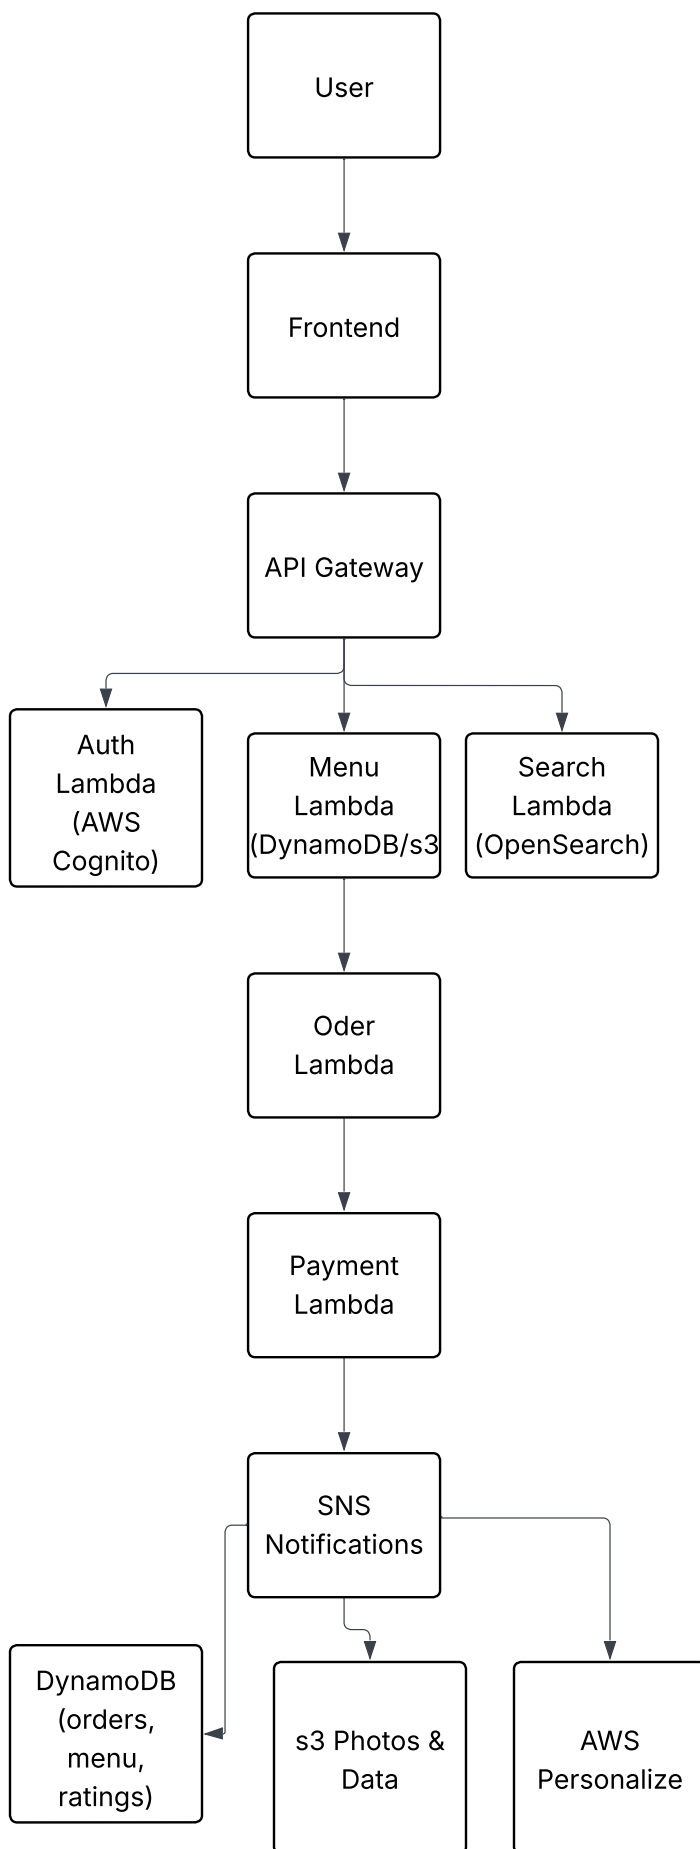 User
Frontend
API Gateway
Auth
Lambda
(AWS
Cognito)
Menu
Lambda
(DynamoDB/s3
Search
Lambda
(OpenSearch)
Oder
Lambda
Payment
Lambda
SNS
Notifications
DynamoDB
(orders,
menu,
ratings)
s3 Photos &
Data
AWS
Personalize